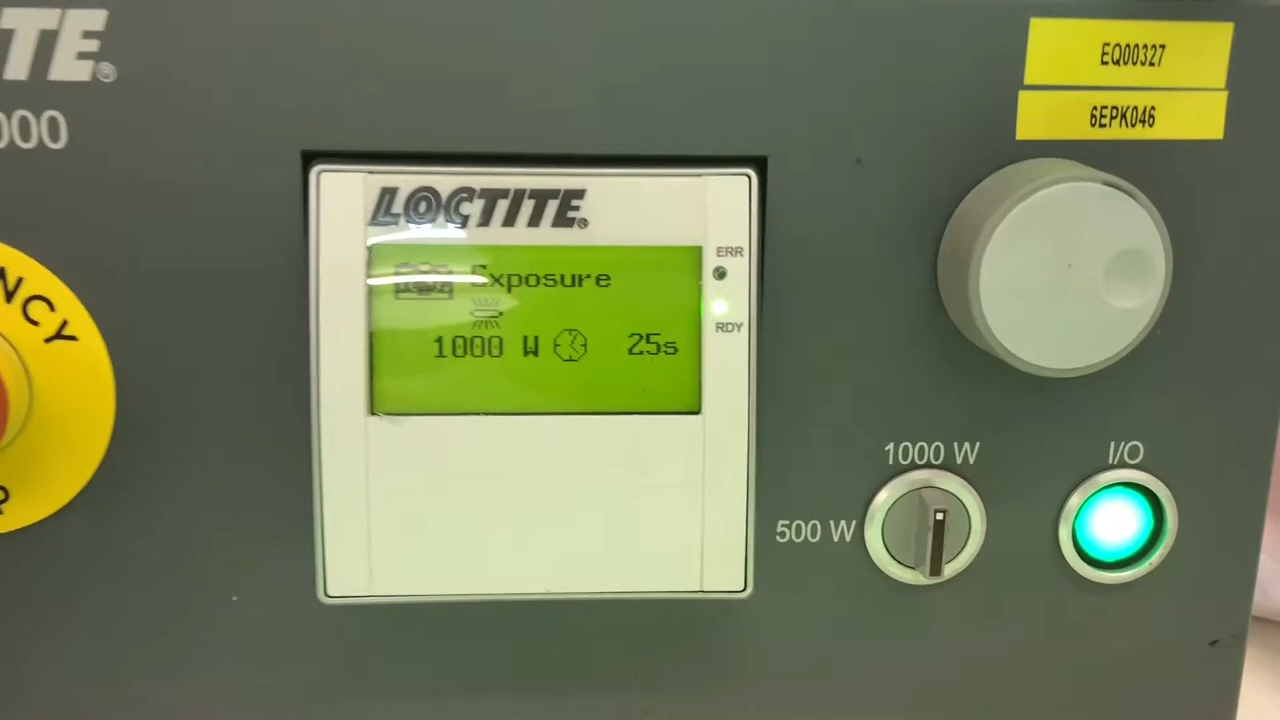 TE®
000
EQ00327
6EPK046
LOCTITE®
ERR
Exposure
RDY
1000 W 25s
NCY
1000 W
I/O
500 W